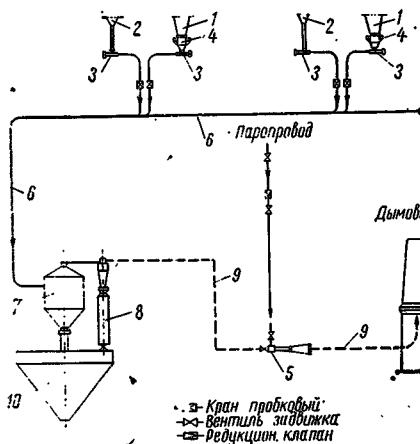 2 1 2 1
4 4
3 3 3 3
6
Паропровод
6
Дымов
9
7 8
9
5
10
Кран пробковый
Вентиль задвижка
Редукцион. клапан